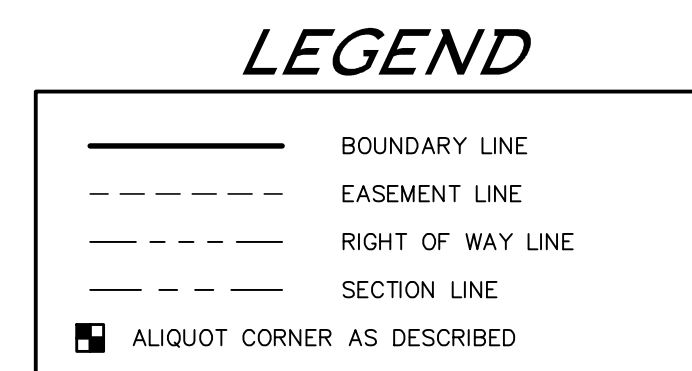 LEGEND
BOUNDARY LINE
EASEMENT LINE
RIGHT OF WAY LINE
SECTION LINE
ALIQUOT CORNER AS DESCRIBED